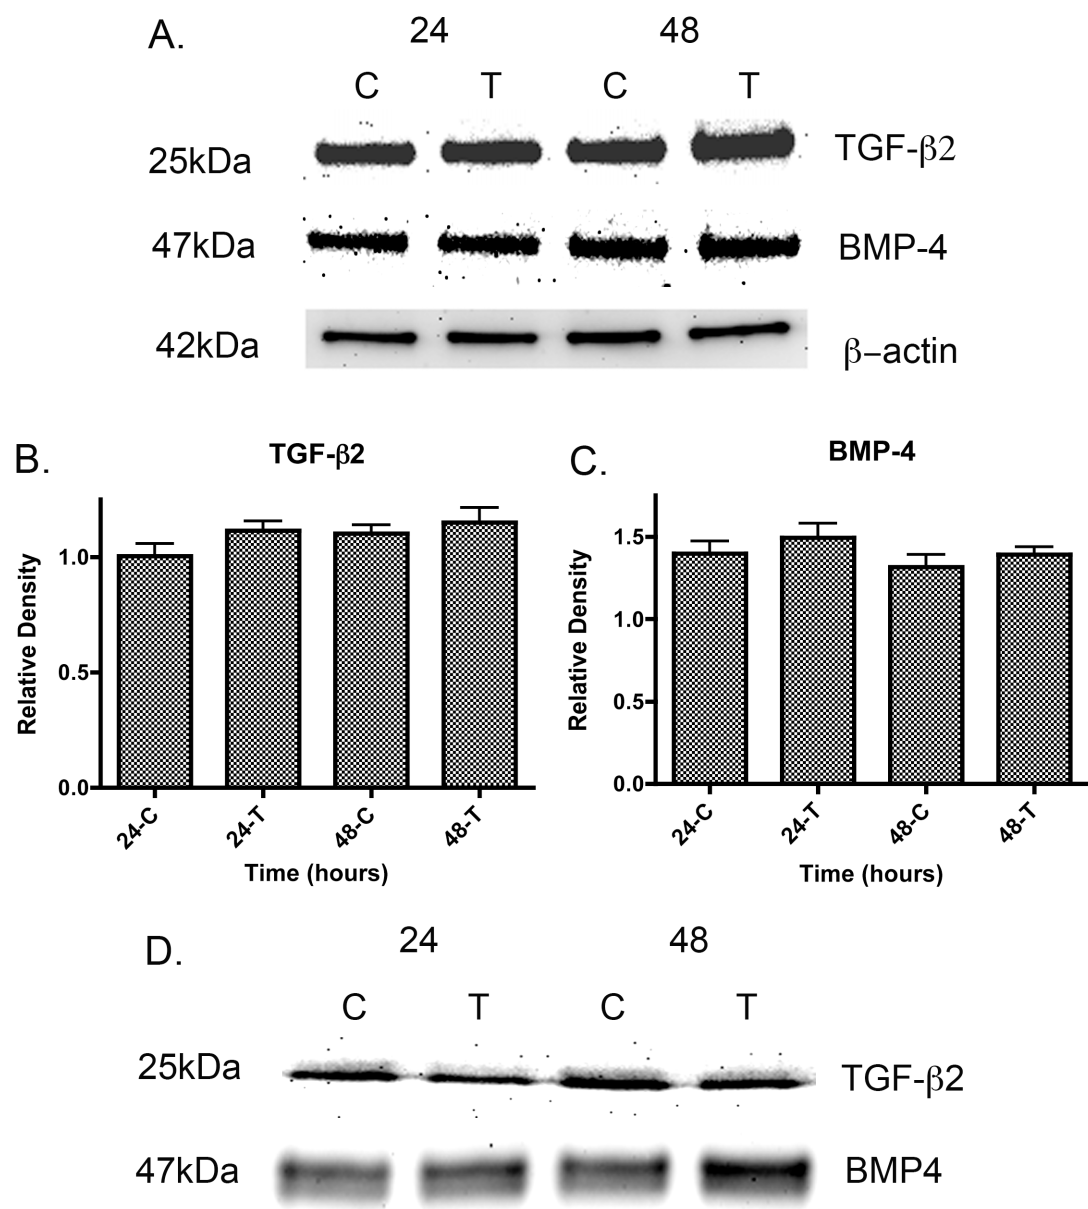 A.
24 48
C T C T
25kDa TGF-β2
47kDa BMP-4
42kDa β–actin
B.
TGF-β2
Relative Density
1.0
0.5
0.0
24-C 24-T 48-C 48-T
Time (hours)
C.
BMP-4
Relative Density
1.5
1.0
0.5
0.0
24-C 24-T 48-C 48-T
Time (hours)
D.
24 48
C T C T
25kDa TGF-β2
47kDa BMP4